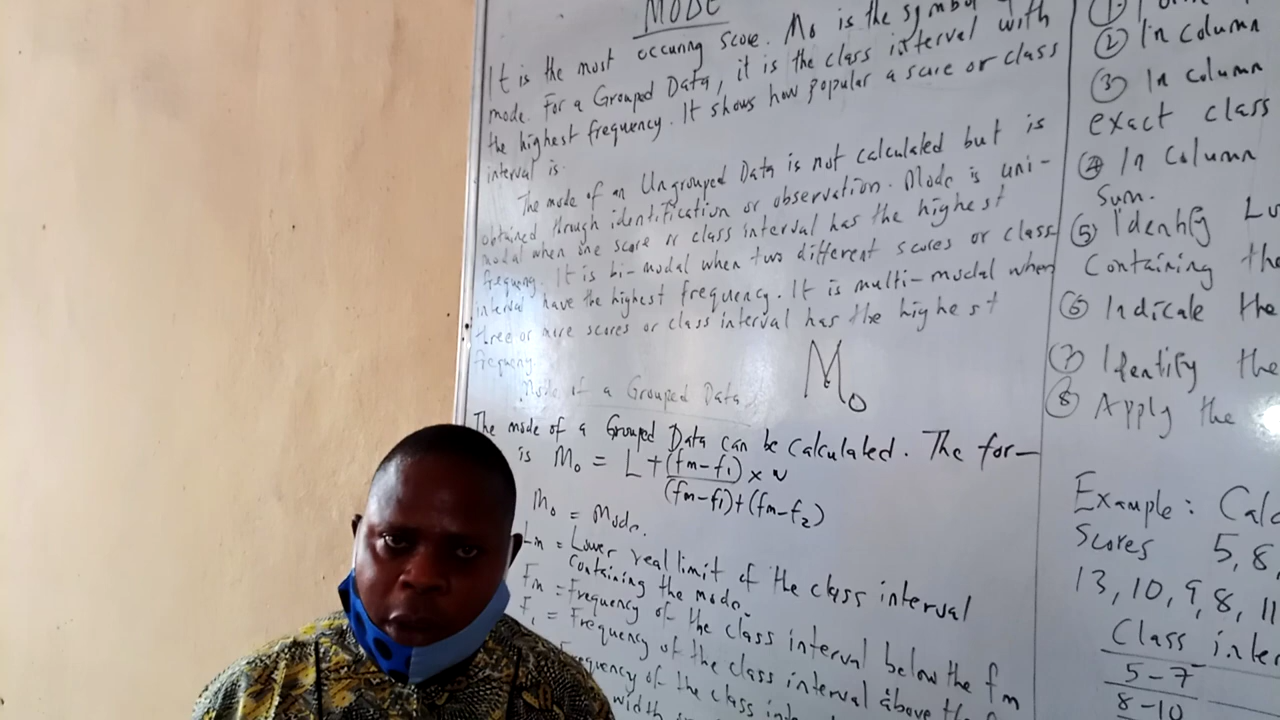 MODE
It is the most occuring score. Mo is the symbol
mode. For a Grouped Data, it is the class interval with
the highest frequency. It shows how popular a score or class
interval is.
The mode of an Ungrouped Data is not calculated but is
obtained through identification or observation. Mode is uni-
modal when one score or class interval has the highest
frequency. It is bi-modal when two different scores or class
interval have the highest frequency. It is multi-modal when
three or more scores or class interval has the highest
frequency.
Mode of a Grouped Data
Mo
The mode of a Grouped Data can be calculated. The for-
is Mo = L + (fm-f1) x w
(fm-f1)+(fm-f2)
Mo = Mode.
Lm = Lower real limit of the class interval
containing the mode.
Fm = Frequency of the class interval below the fm
F1 = Frequency of the class interval above the
Frequency of the class
width
①
② In column
③ In column
exact class
④ In Column
Sum.
⑤ Identify
Containing the
⑥ Indicate the
⑦ Identify the
⑧ Apply the
Example: Calc
Scores 5, 8,
13, 10, 9, 8, 11
Class inter
5-7
8-10